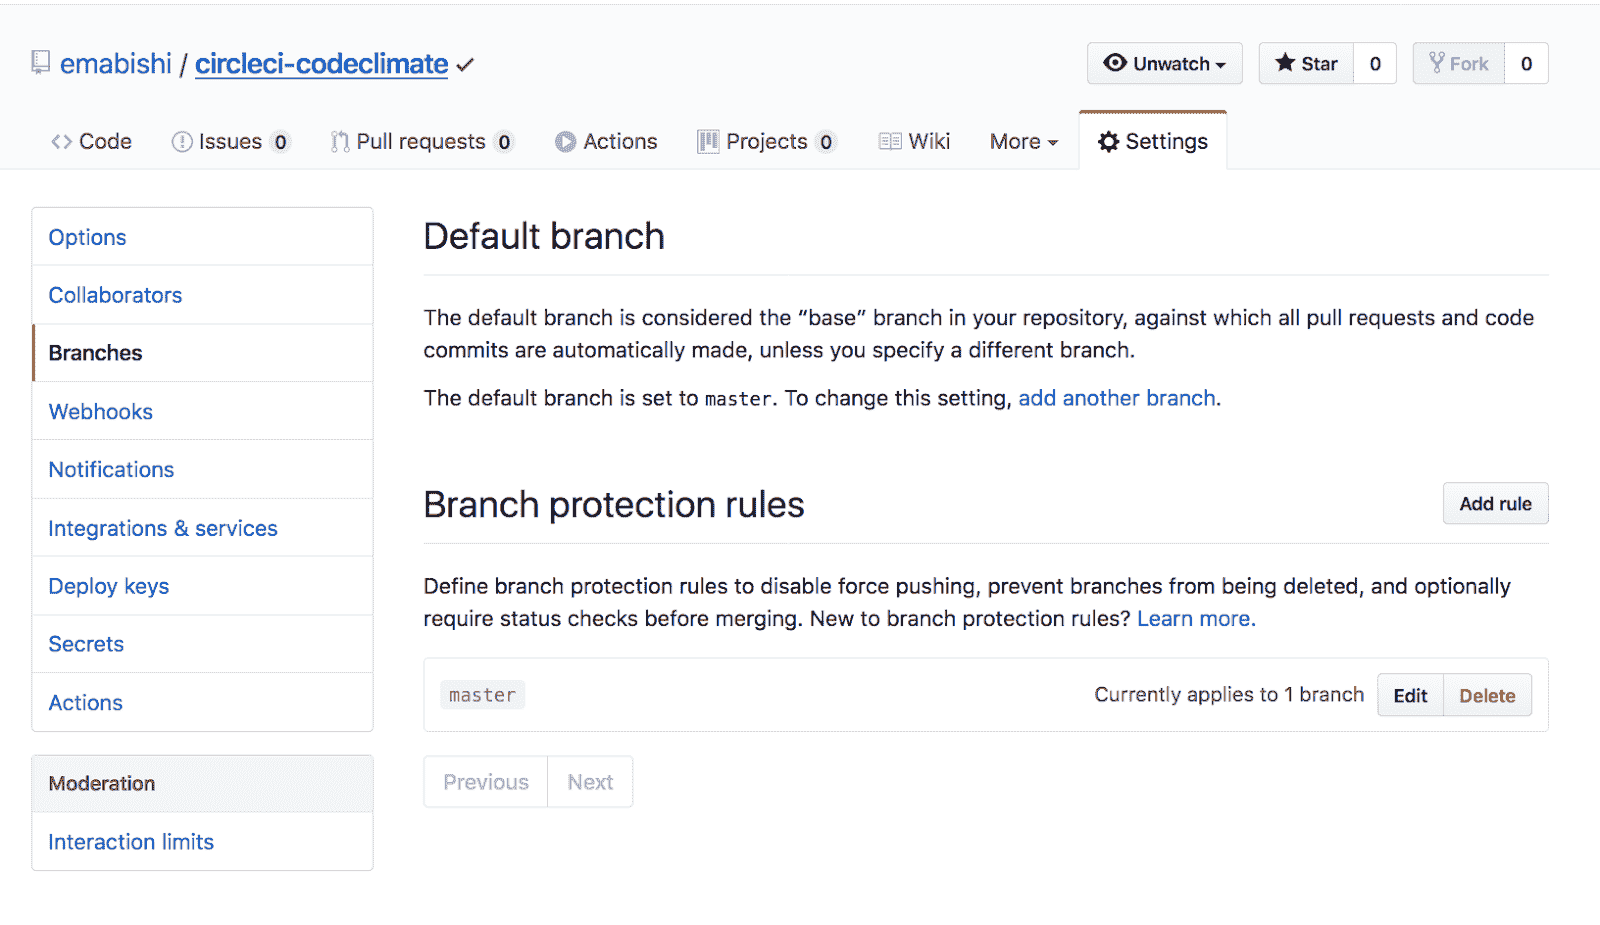 emabishi / circleci-codeclimate
Unwatch
Star 0
Fork 0
Code
Issues 0
Pull requests 0
Actions
Projects 0
Wiki
More
Settings
Options
Collaborators
Branches
Webhooks
Notifications
Integrations & services
Deploy keys
Secrets
Actions
Moderation
Interaction limits
Default branch
The default branch is considered the “base” branch in your repository, against which all pull requests and code
commits are automatically made, unless you specify a different branch.
The default branch is set to master. To change this setting, add another branch.
Branch protection rules
Add rule
Define branch protection rules to disable force pushing, prevent branches from being deleted, and optionally
require status checks before merging. New to branch protection rules? Learn more.
master
Currently applies to 1 branch
Edit
Delete
Previous
Next